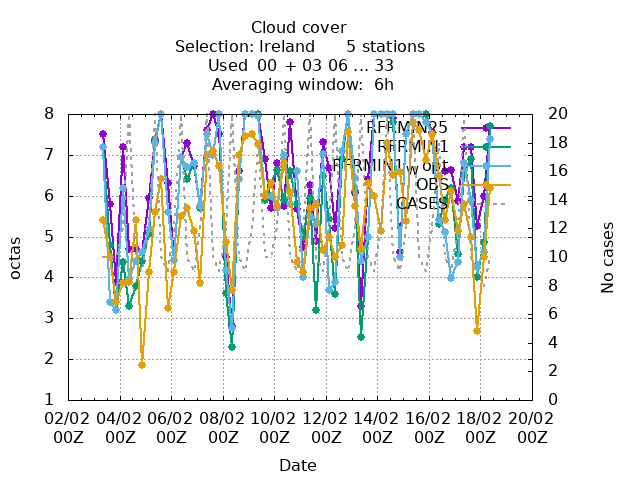 Cloud cover
Selection: Ireland 5 stations
Used 00 + 03 06 ... 33
Averaging window: 6h
8
7
6
5
4
3
2
1
octas
20
18
16
14
12
10
8
6
4
2
0
No cases
OBS
CASES
02/02 04/02 06/02 08/02 10/02 12/02 14/02 16/02 18/02 20/02
00Z 00Z 00Z 00Z 00Z 00Z 00Z 00Z 00Z 00Z
Date